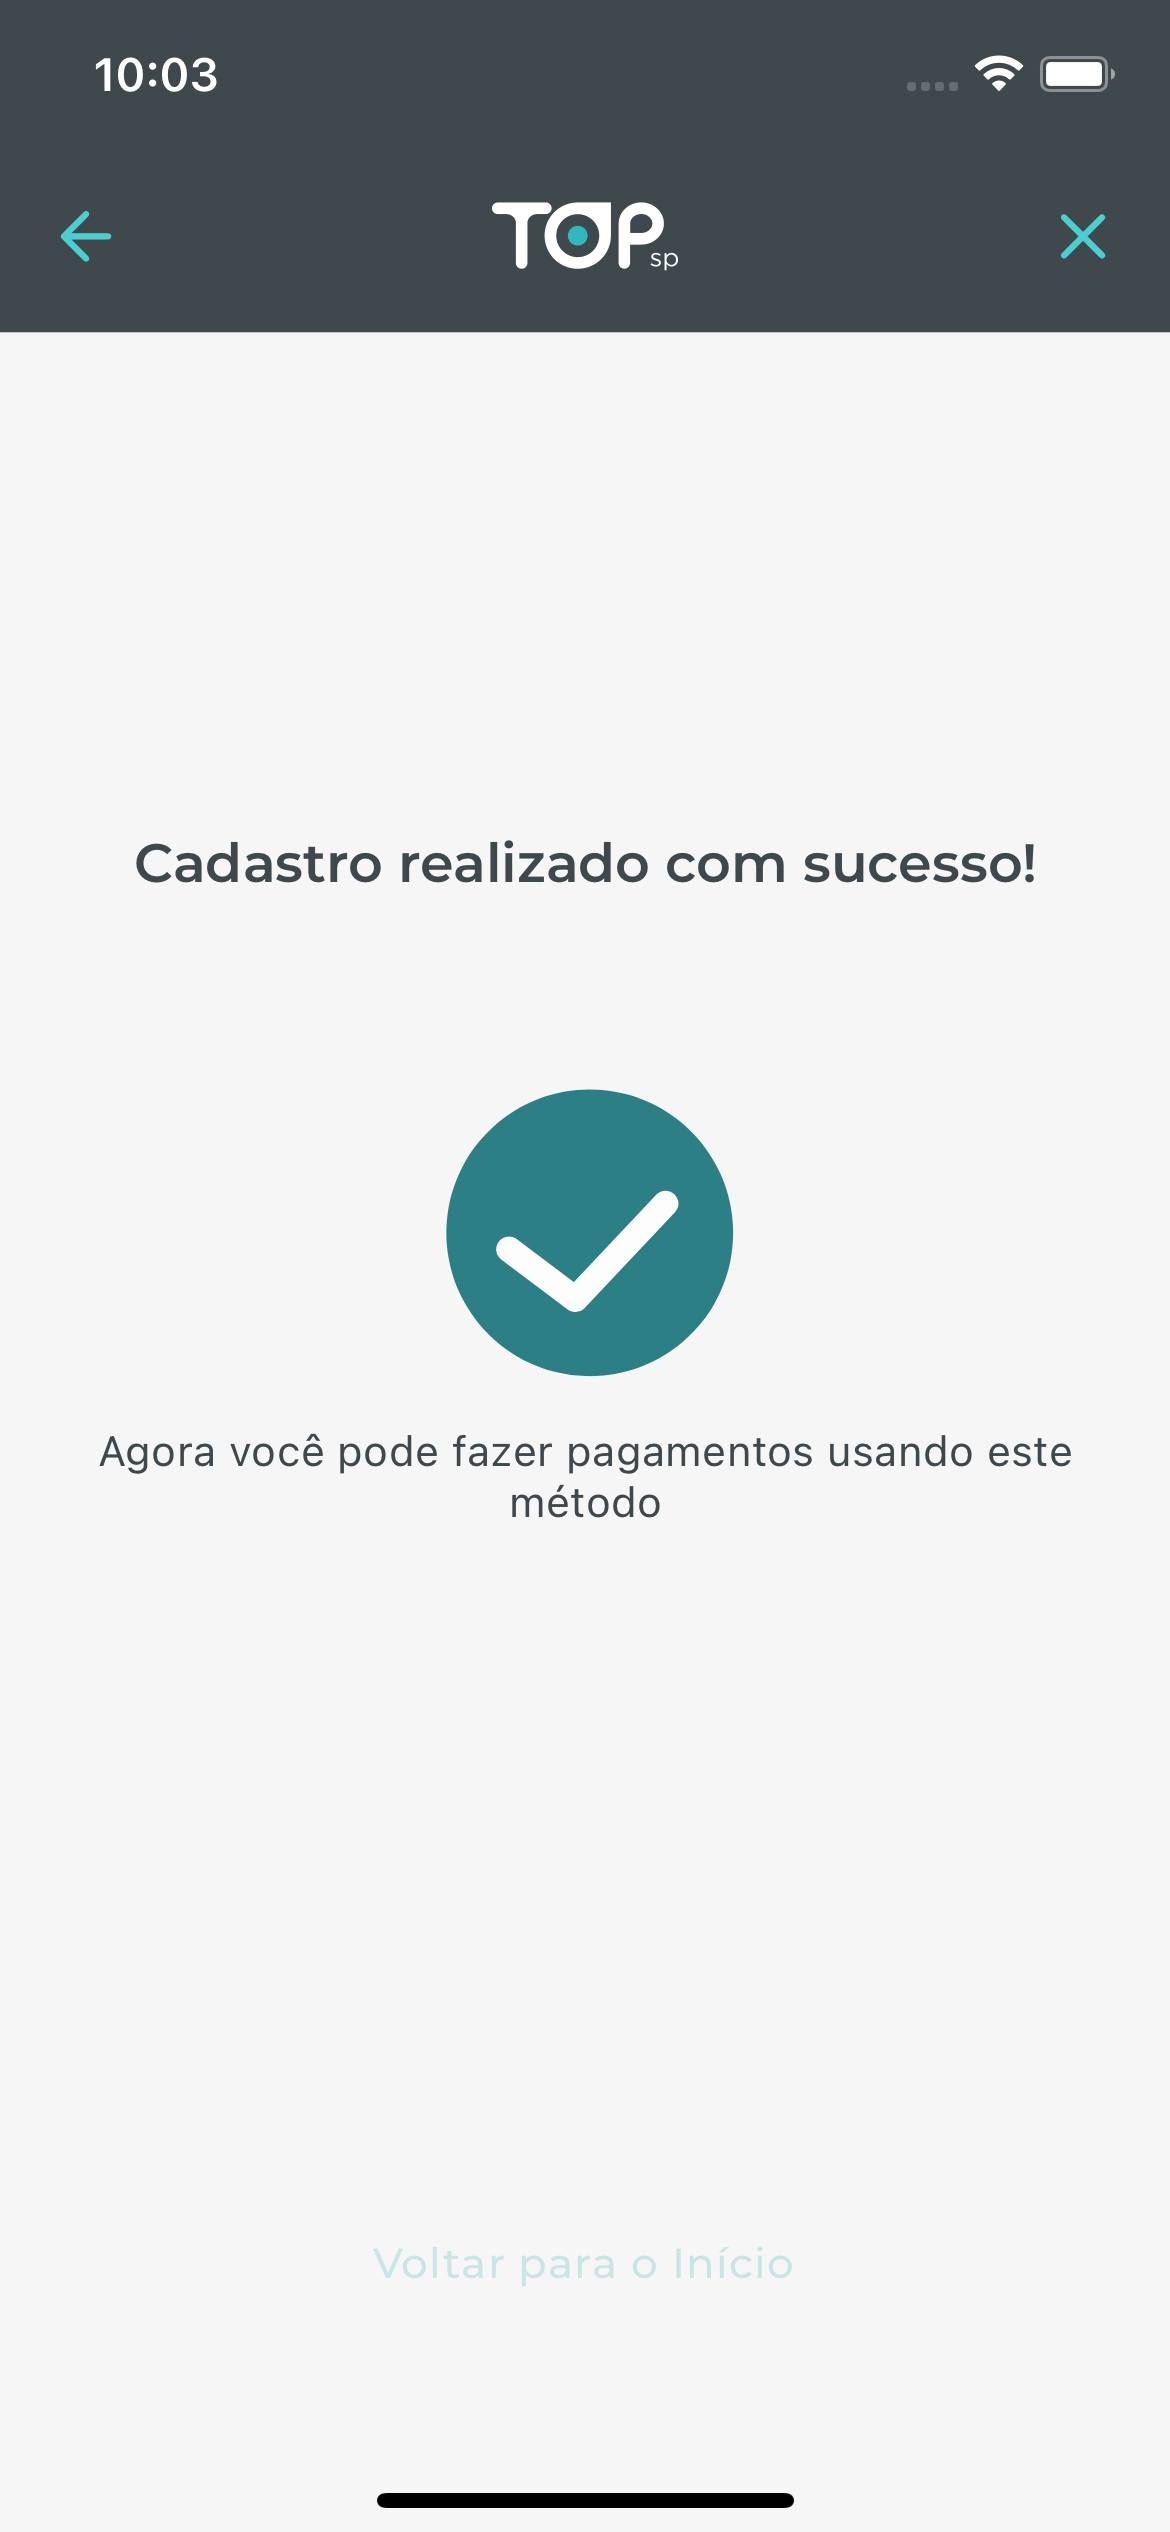 10:03
TOP
sp
Cadastro realizado com sucesso!
Agora você pode fazer pagamentos usando este
método
Voltar para o Início